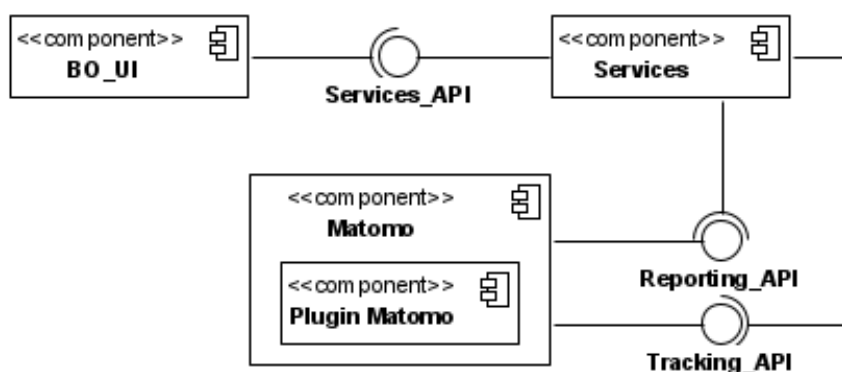 <<component>>
BO_UI
Services_API
<<component>>
Services
<<component>>
Matomo
<<component>>
Plugin Matomo
Reporting_API
Tracking_API